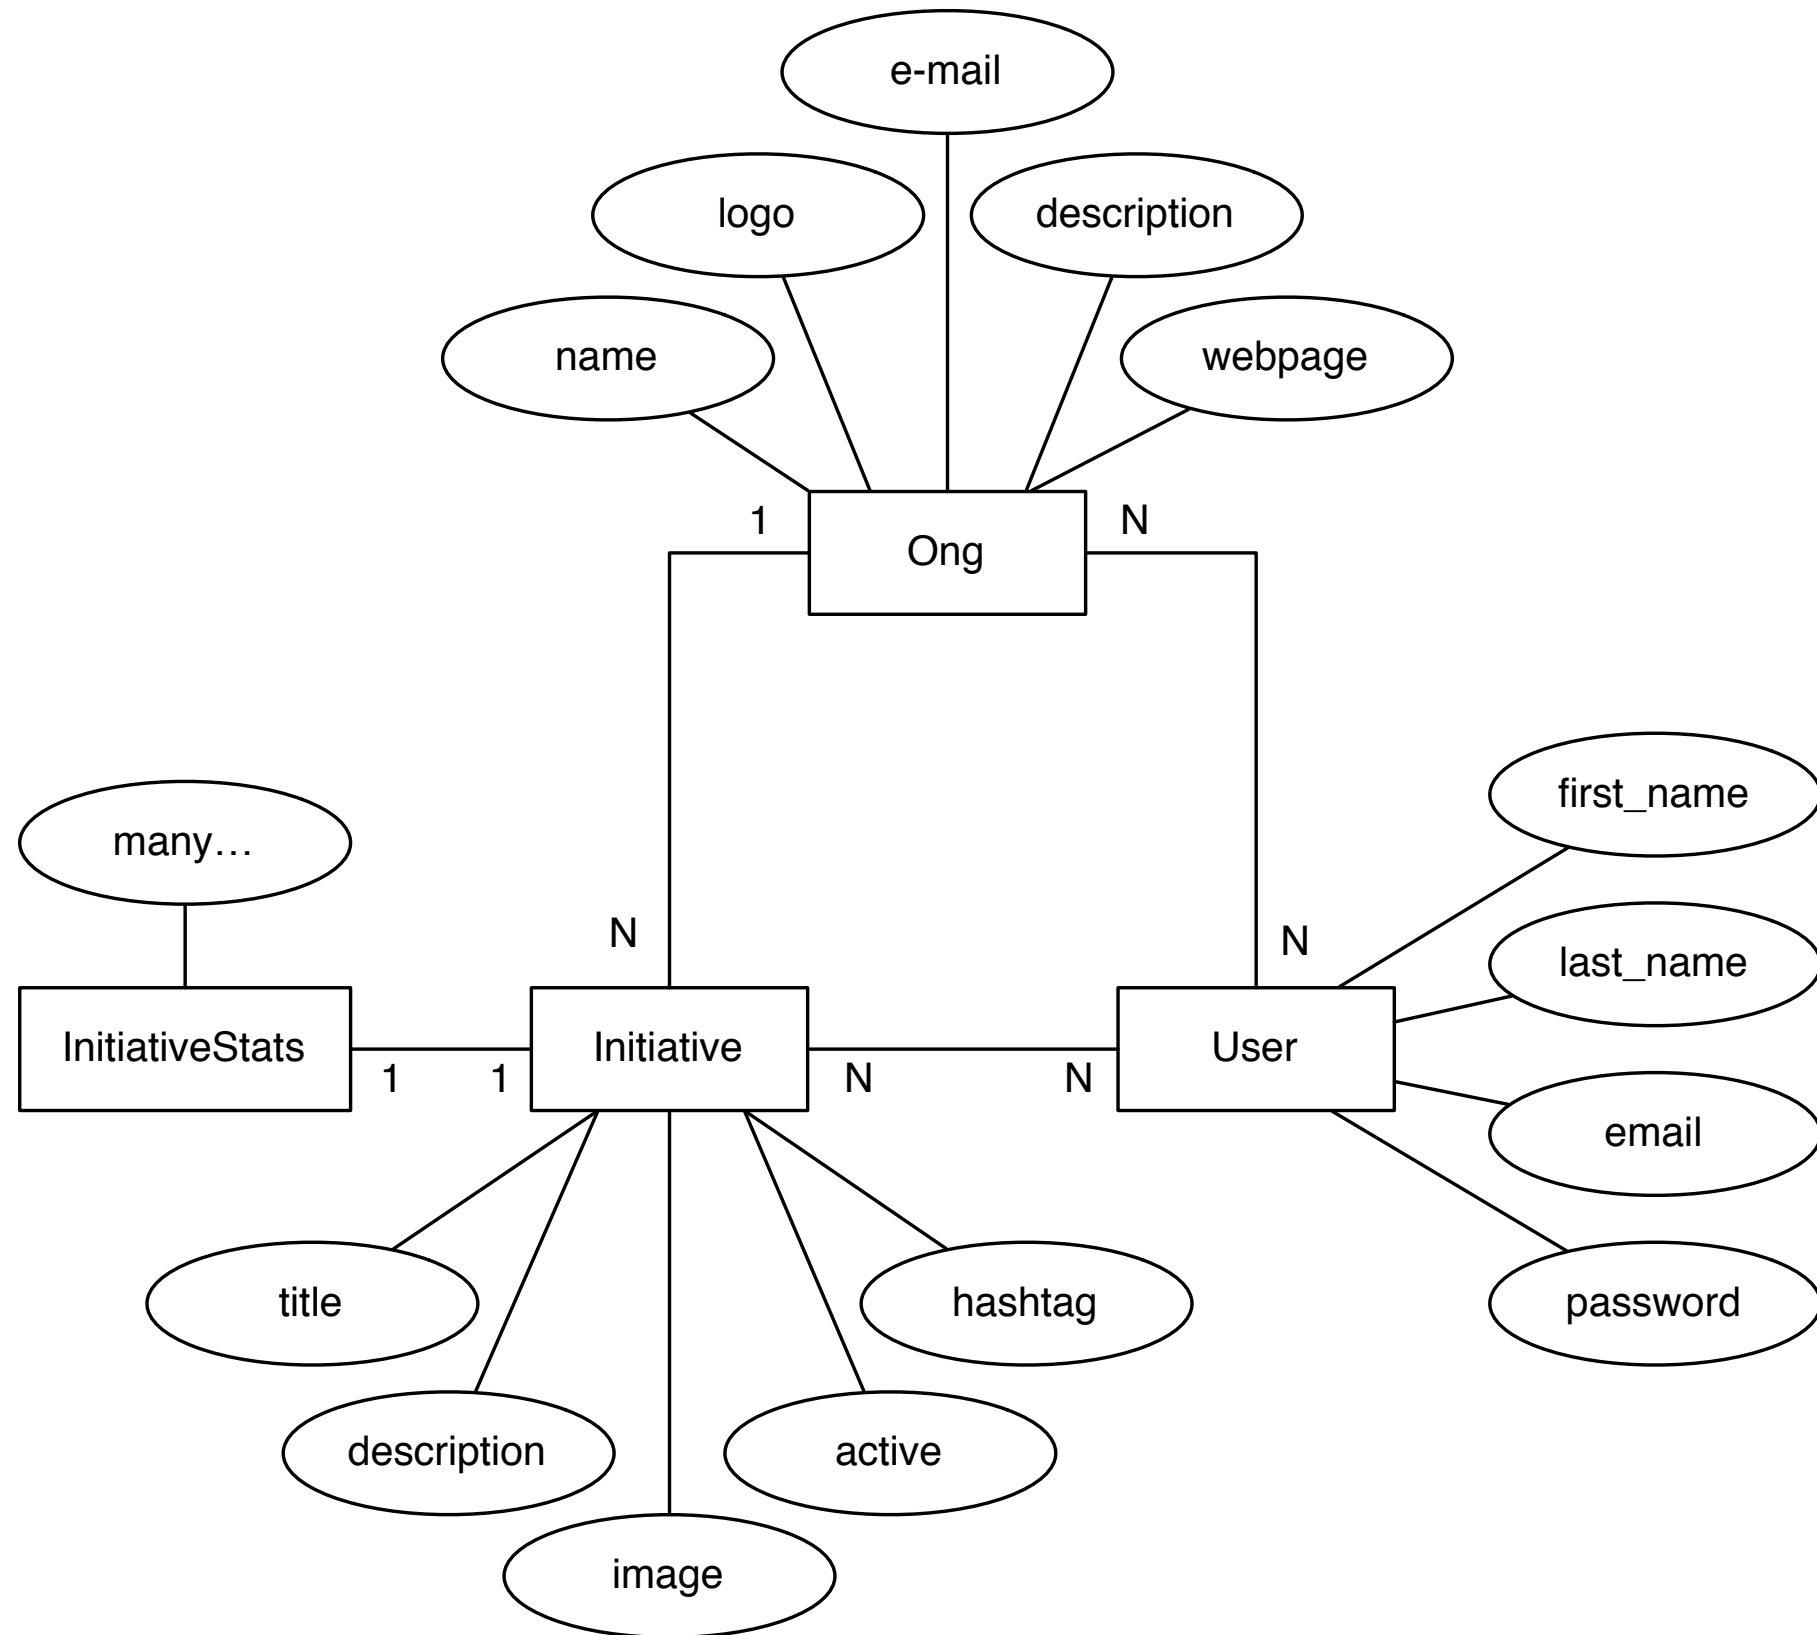 e-mail
logo
description
name
webpage
1
Ong
N
first_name
many…
last_name
N
N
InitiativeStats
1
1
Initiative
N
N
User
email
title
hashtag
password
description
active
image